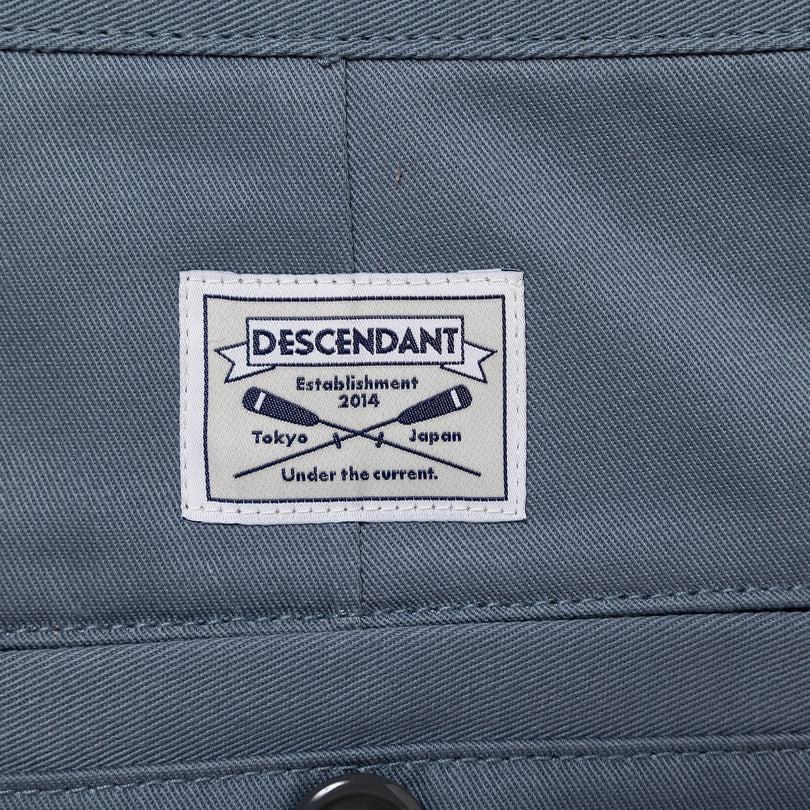 DESCENDANT
Establishment
2014
Tokyo Japan
Under the current.